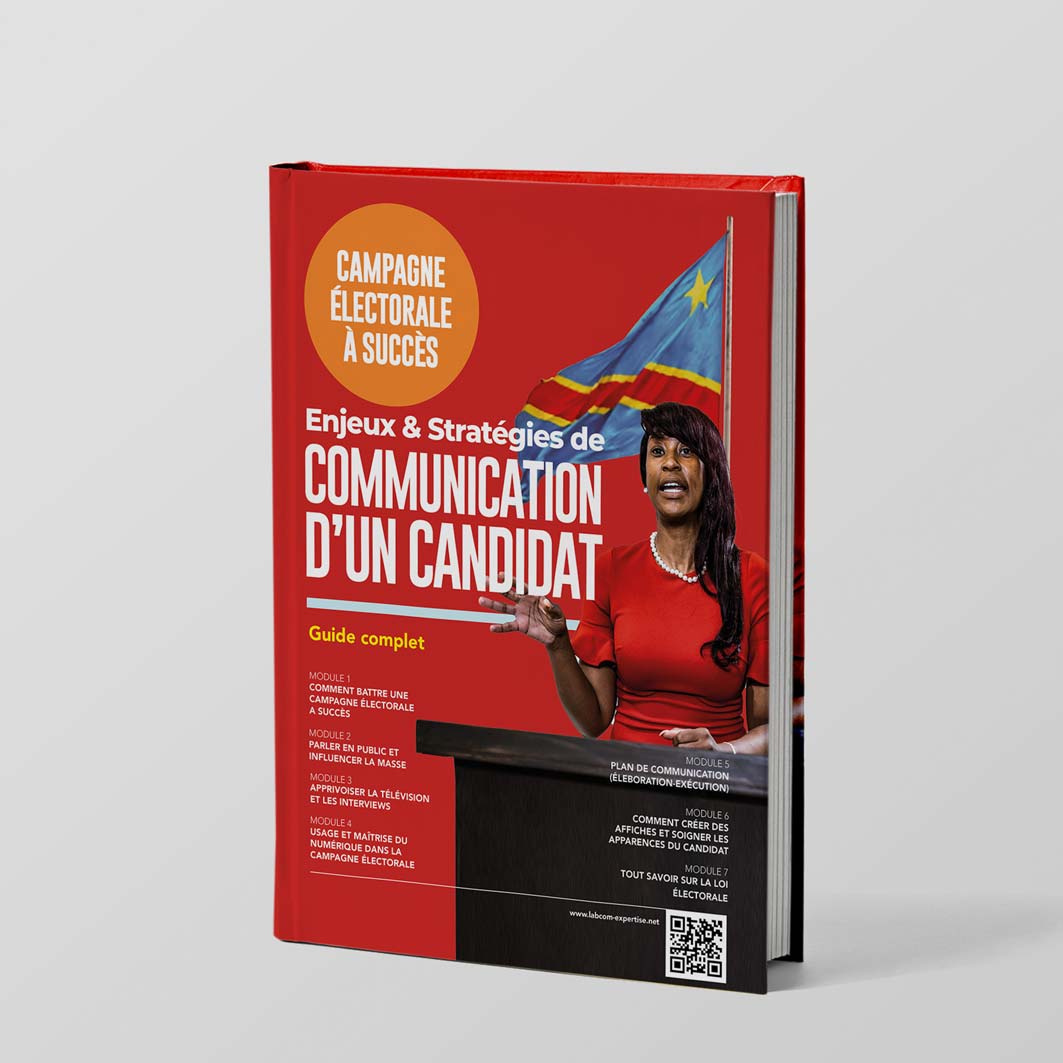 CAMPAGNE
ÉLECTORALE
À SUCCÈS
Enjeux & Stratégies de
COMMUNICATION
D'UN CANDIDAT
Guide complet
MODULE 1
COMMENT BATTRE UNE
CAMPAGNE ÉLECTORALE
A SUCCÈS
MODULE 2
PARLER EN PUBLIC ET
INFLUENCER LA MASSE
MODULE 3
APPRIVOISER LA TÉLÉVISION
ET LES INTERVIEWS
MODULE 4
USAGE ET MAÎTRISE DU
NUMÉRIQUE DANS LA
CAMPAGNE ÉLECTORALE
MODULE 5
PLAN DE COMMUNICATION
(ÉLEBORATION-EXÉCUTION)
MODULE 6
COMMENT CRÉER DES
AFFICHES ET SOIGNER LES
APPARENCES DU CANDIDAT
MODULE 7
TOUT SAVOIR SUR LA LOI
ÉLECTORALE
www.labcom-expertise.net